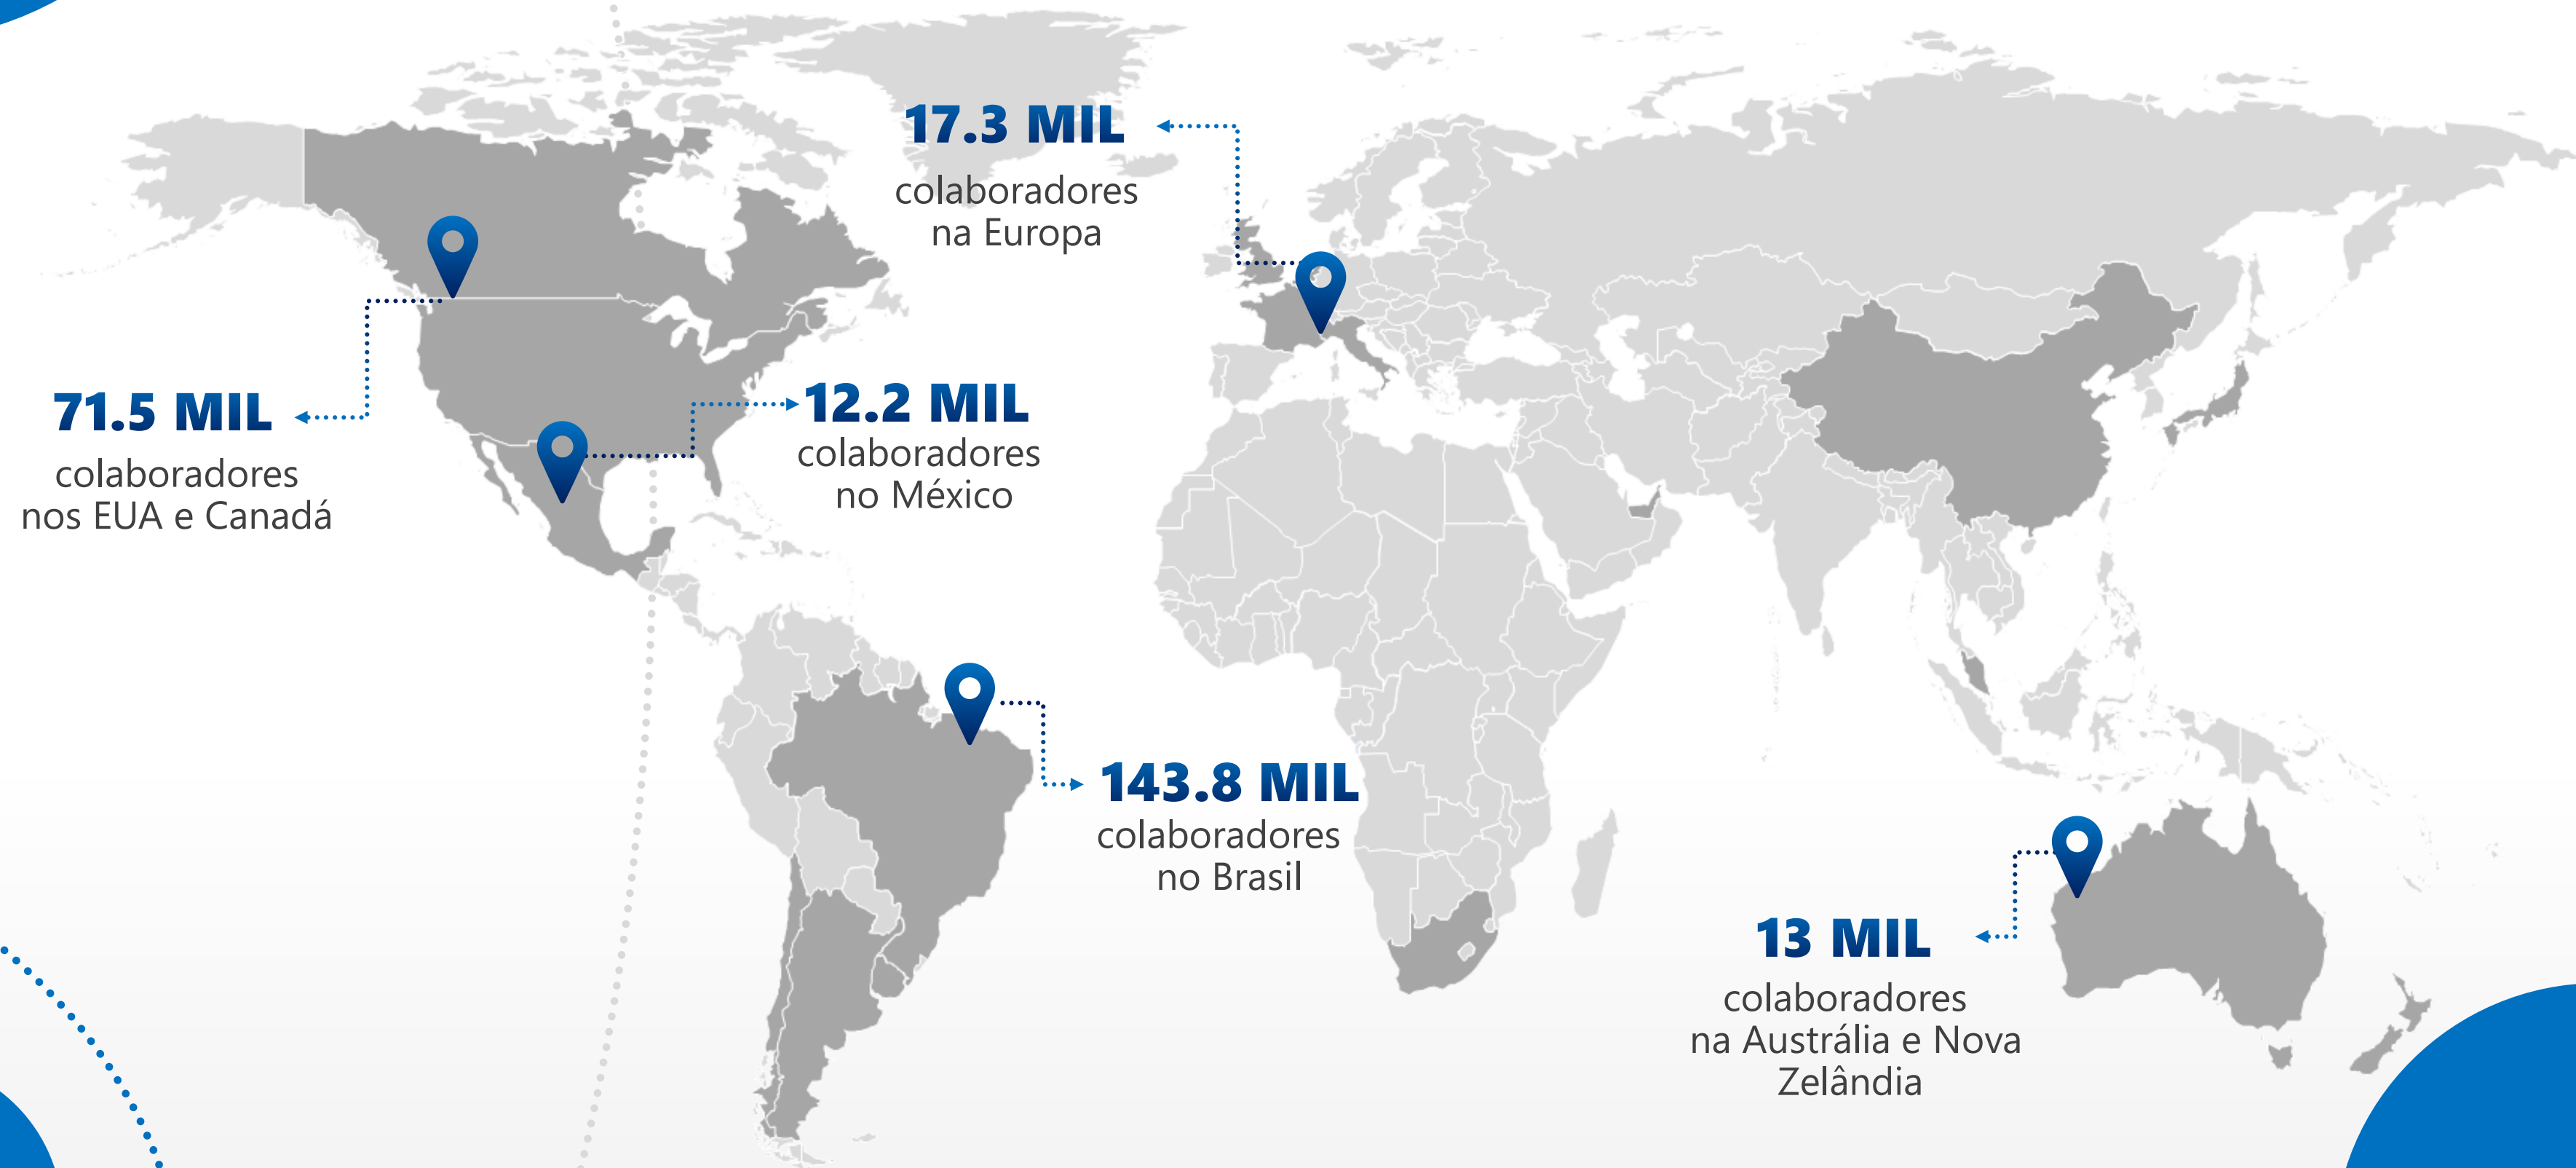 17.3 MIL
colaboradores
na Europa
71.5 MIL
colaboradores
nos EUA e Canadá
12.2 MIL
colaboradores
no México
143.8 MIL
colaboradores
no Brasil
13 MIL
colaboradores
na Austrália e Nova
Zelândia